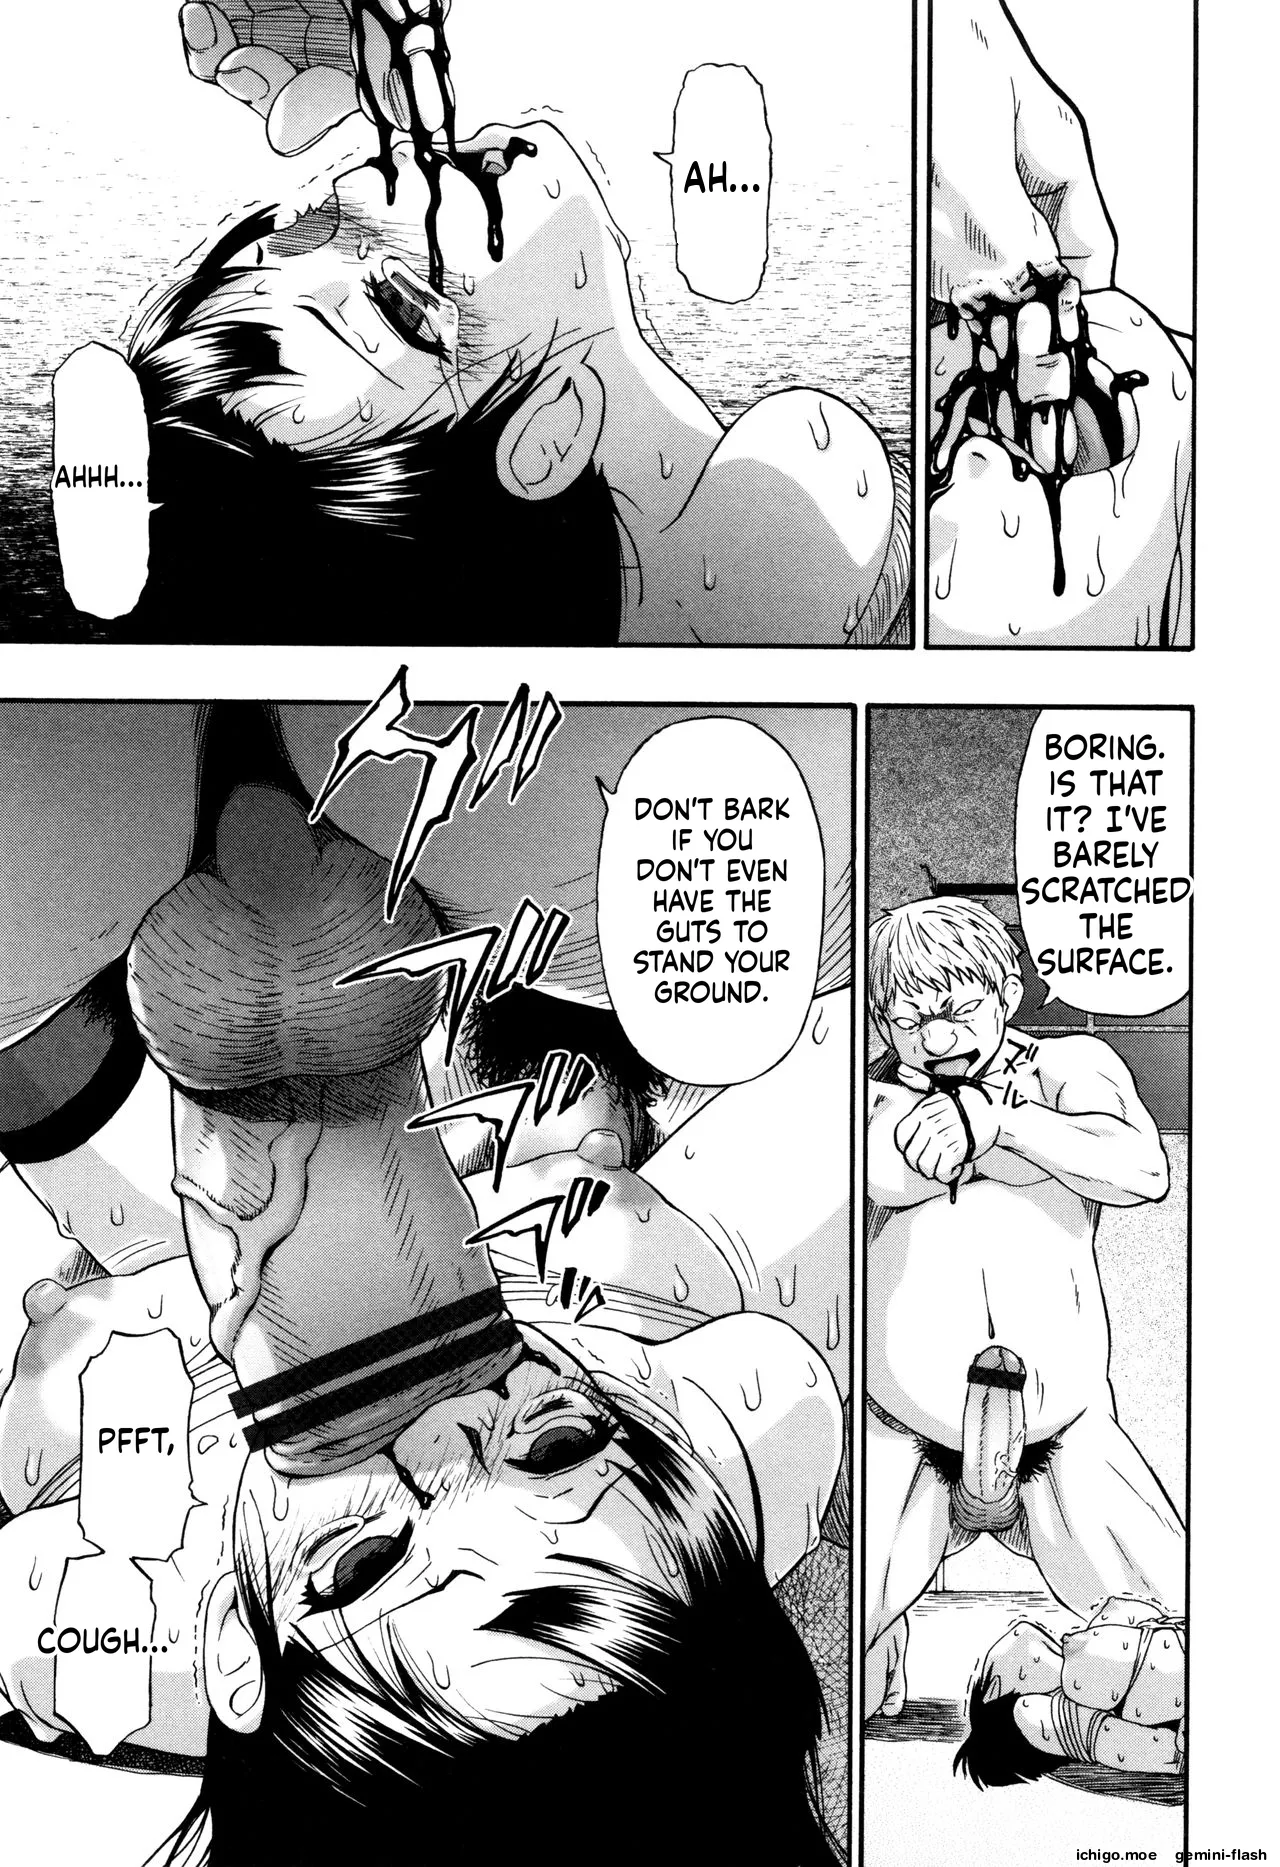 AH...
AHHH...
BORING.
IS THAT
IT? I'VE
BARELY
SCRATCHED
THE
SURFACE.
DON'T BARK
IF YOU
DON'T EVEN
HAVE THE
GUTS TO
STAND YOUR
GROUND.
PFFT,
COUGH...
ichigo.moe gemini-flash